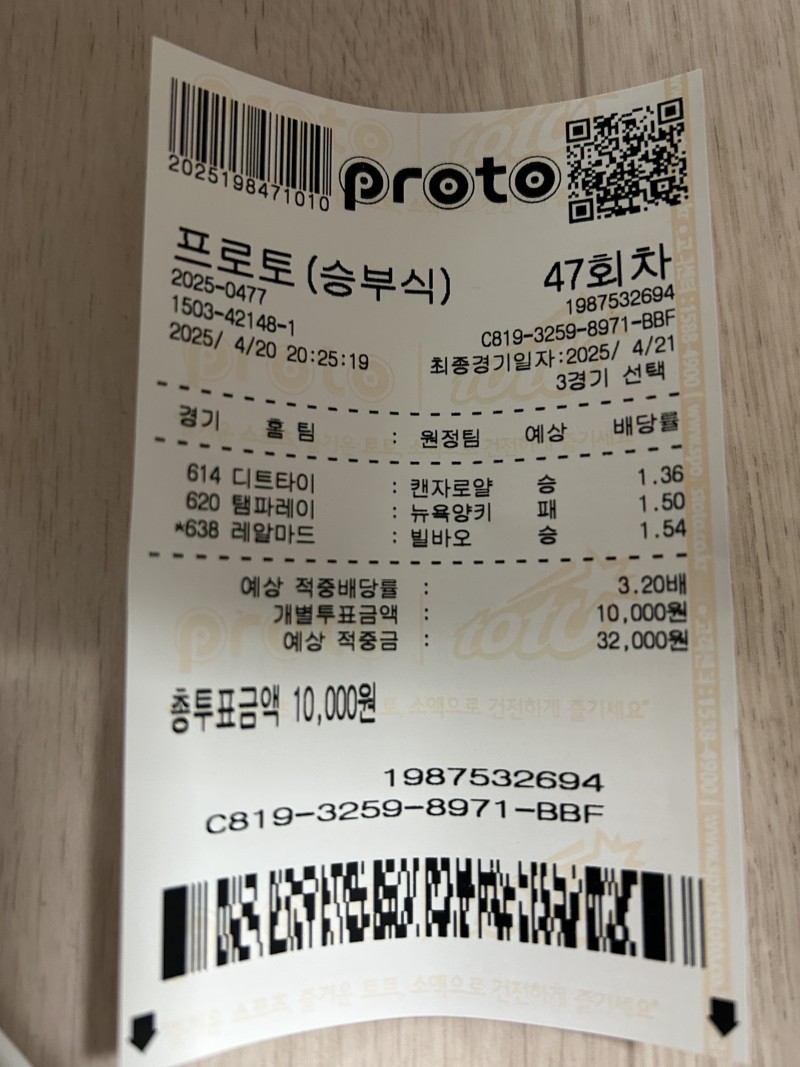 2025198471010
proto
프로토 (승부식) 47회차
2025-0477 1987532694
1503-42148-1 C819-3259-8971-BBF
2025/ 4/20 20:25:19 최종경기일자:2025/ 4/21
3경기 선택
경기 홈 팀 : 원정팀 예상 배당률
614 디트타이 : 캔자로얄 승 1.36
620 탬파레이 : 뉴욕양키 패 1.50
*638 레알마드 : 빌바오 승 1.54
예상 적중배당률 : 3.20배
개별투표금액 : 10,000원
예상 적중금 : 32,000원
총투표금액 10,000원
1987532694
C819-3259-8971-BBF